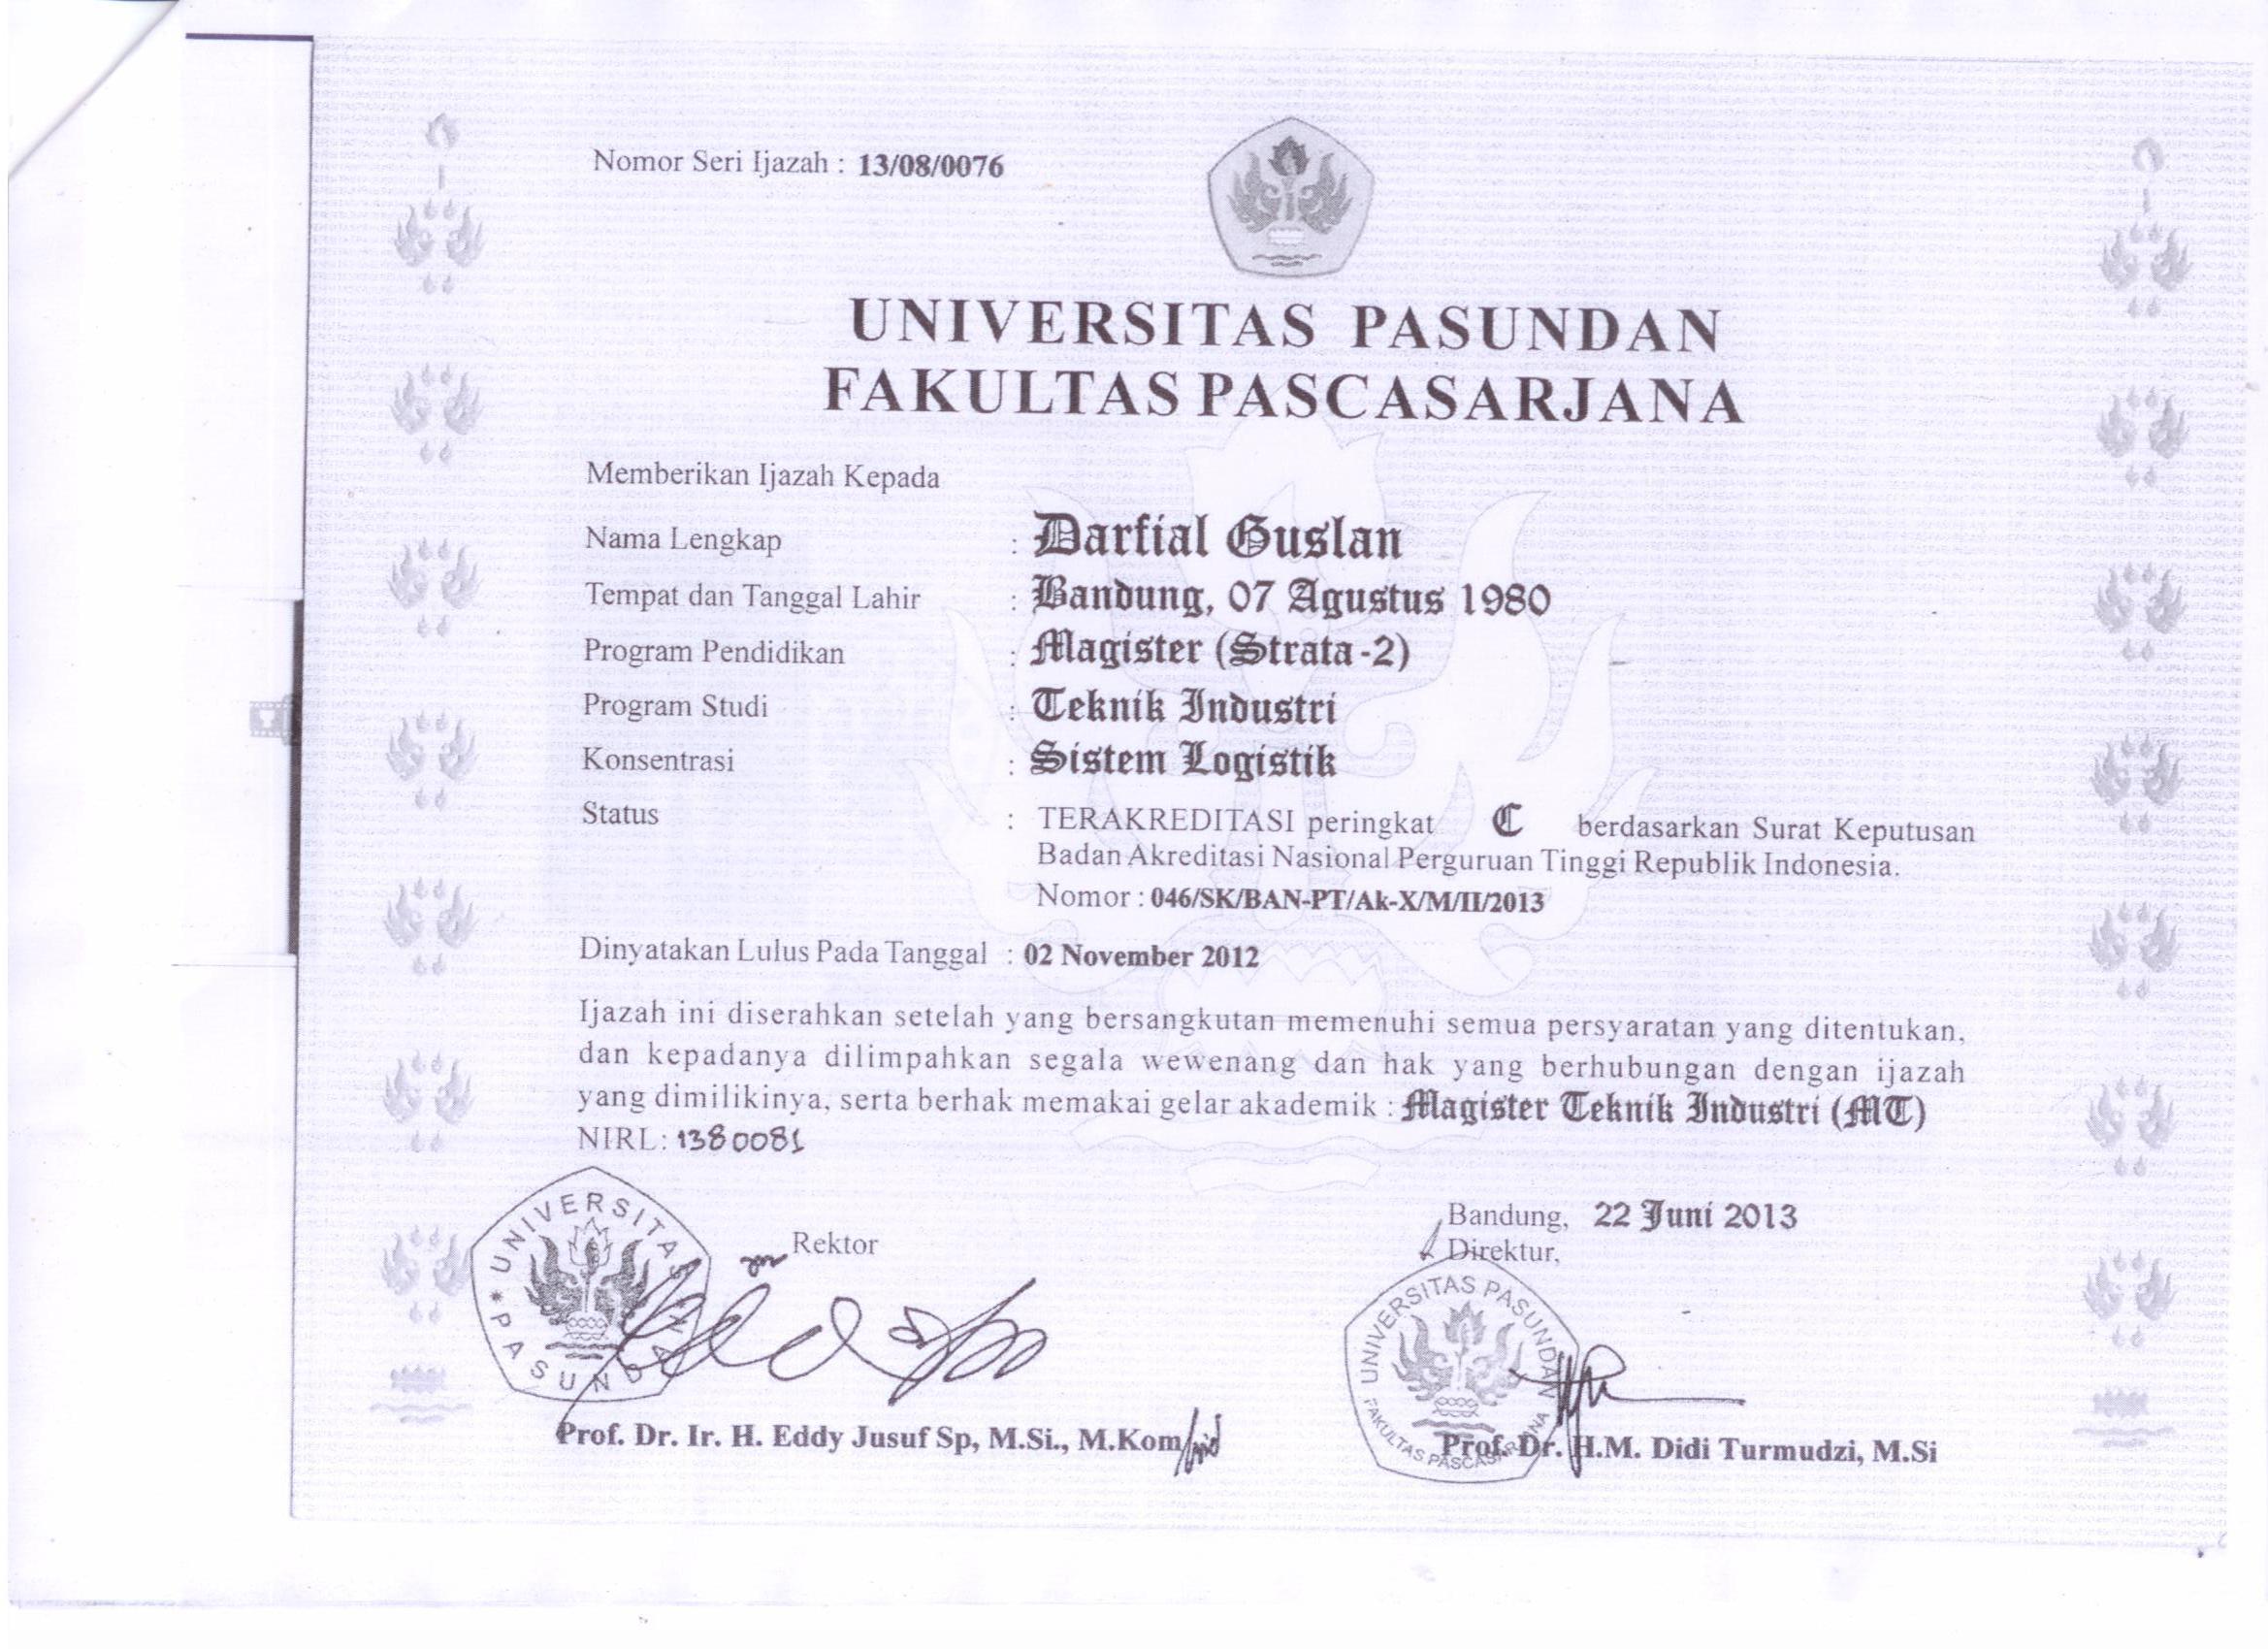 Nomor Seri Ijazah : 13/08/0076
UNIVERSITAS PASUNDAN
FAKULTAS PASCASARJANA
Memberikan Ijazah Kepada
Nama Lengkap : Darfial Guslan
Tempat dan Tanggal Lahir : Bandung, 07 Agustus 1980
Program Pendidikan : Magister (Strata-2)
Program Studi : Teknik Industri
Konsentrasi : Sistem Logistik
Status : TERAKREDITASI peringkat C berdasarkan Surat Keputusan
Badan Akreditasi Nasional Perguruan Tinggi Republik Indonesia.
Nomor : 046/SK/BAN-PT/Ak-X/M/II/2013
Dinyatakan Lulus Pada Tanggal : 02 November 2012
Ijazah ini diserahkan setelah yang bersangkutan memenuhi semua persyaratan yang ditentukan,
dan kepadanya dilimpahkan segala wewenang dan hak yang berhubungan dengan ijazah
yang dimilikinya, serta berhak memakai gelar akademik : Magister Teknik Industri (MT)
NIRL: 1380081
Bandung, 22 Juni 2013
Rektor
Direktur,
UNIVERSITAS * PASUNDAN
UNIVERSITAS PASUNDAN
FAKULTAS PASCASARJANA
Prof. Dr. Ir. H. Eddy Jusuf Sp, M.Si., M.Kom
Prof. Dr. H.M. Didi Turmudzi, M.Si